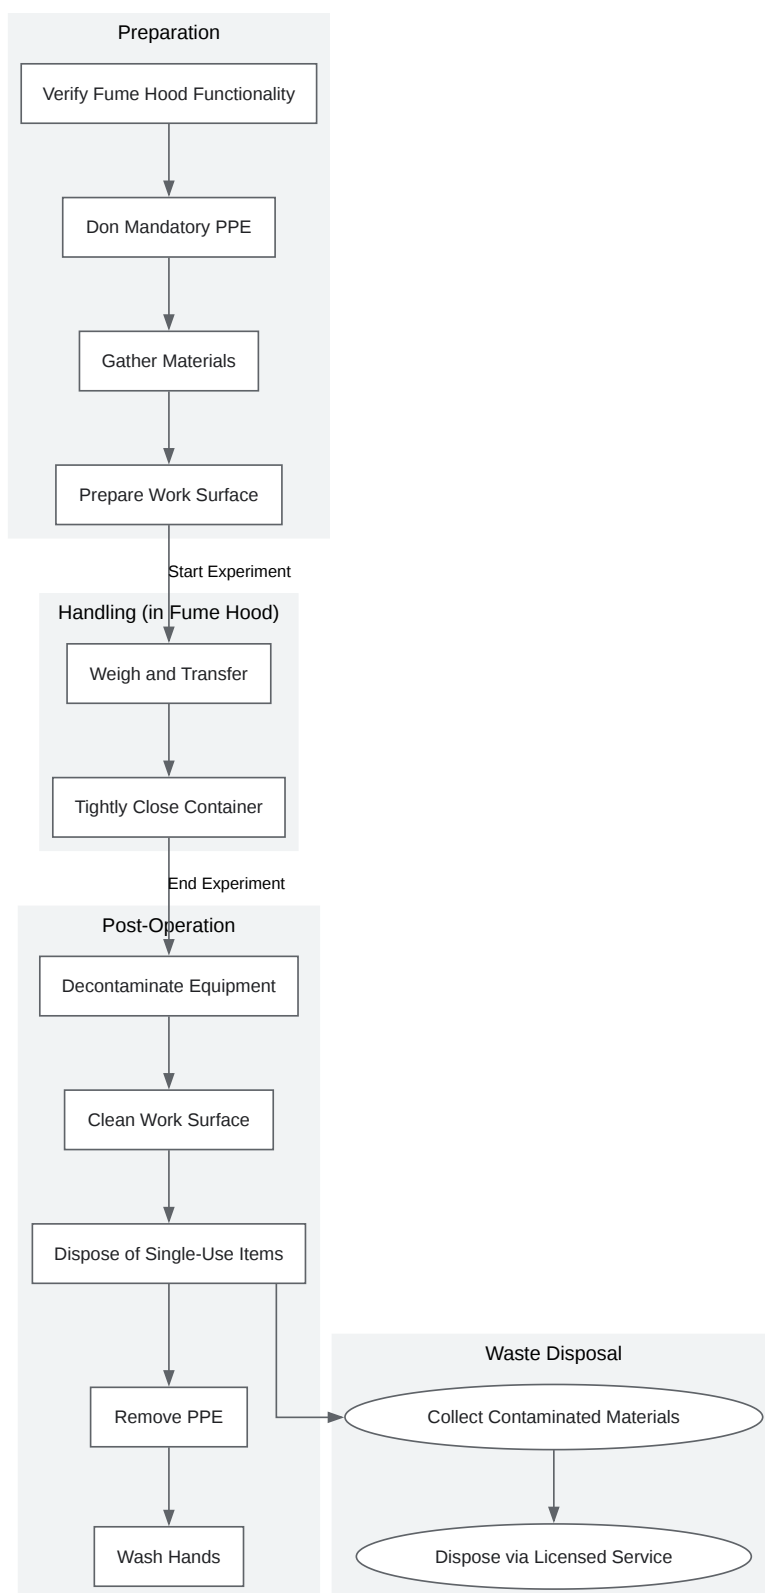 Preparation
Verify Fume Hood Functionality
Don Mandatory PPE
Gather Materials
Prepare Work Surface
Start Experiment
Handling (in Fume Hood)
Weigh and Transfer
Tightly Close Container
End Experiment
Post-Operation
Decontaminate Equipment
Clean Work Surface
Dispose of Single-Use Items
Remove PPE
Wash Hands
Waste Disposal
Collect Contaminated Materials
Dispose via Licensed Service